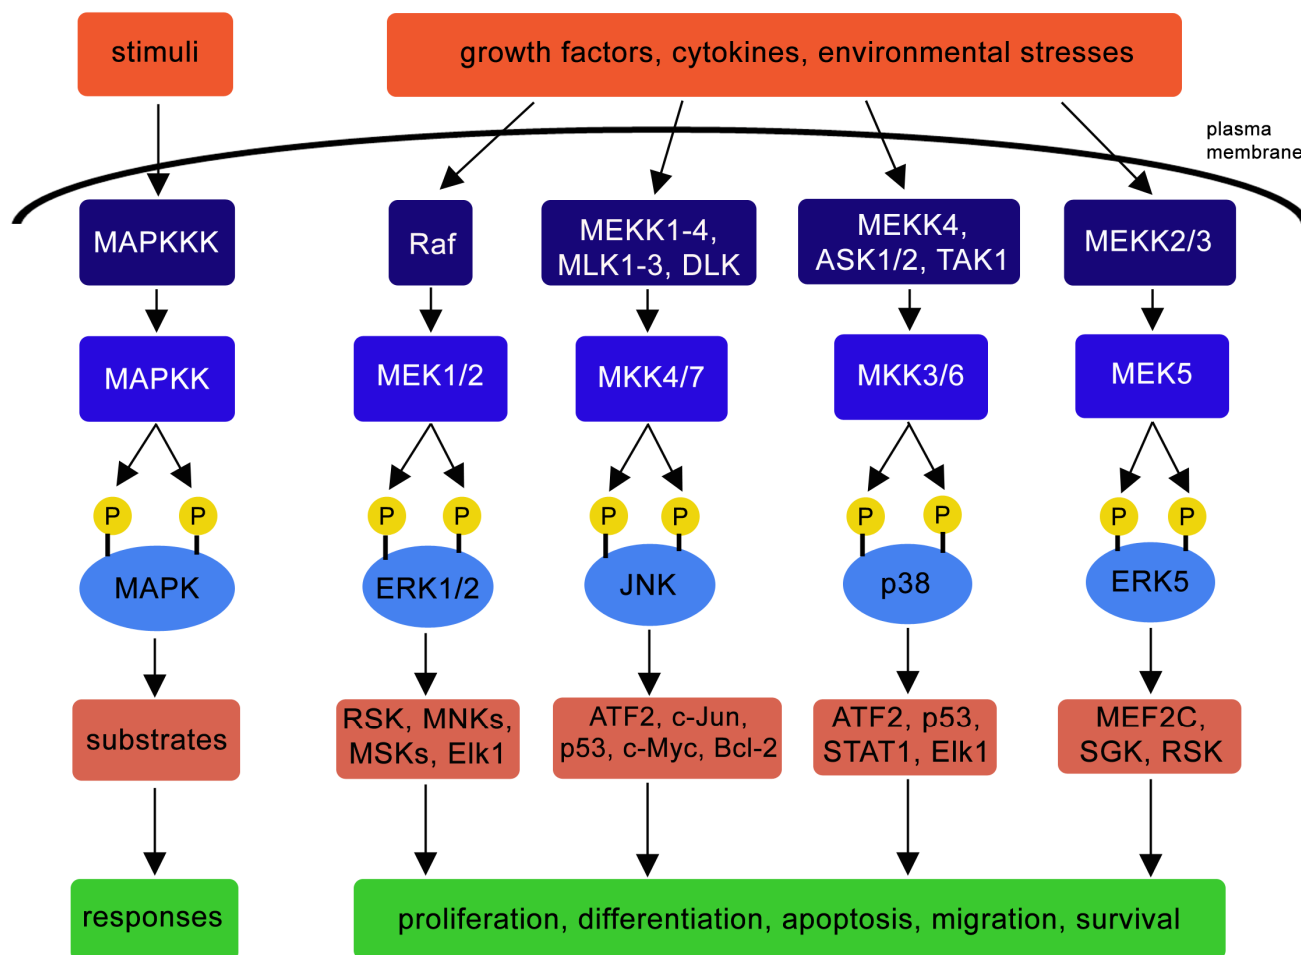 stimuli
growth factors, cytokines, environmental stresses
plasma
membrane
MAPKKK
Raf
MEKK1-4,
MLK1-3, DLK
MEKK4,
ASK1/2, TAK1
MEKK2/3
MAPKK
MEK1/2
MKK4/7
MKK3/6
MEK5
P
P
P
P
P
P
P
P
P
P
MAPK
ERK1/2
JNK
p38
ERK5
substrates
RSK, MNKs,
MSKs, Elk1
ATF2, c-Jun,
p53, c-Myc, Bcl-2
ATF2, p53,
STAT1, Elk1
MEF2C,
SGK, RSK
responses
proliferation, differentiation, apoptosis, migration, survival